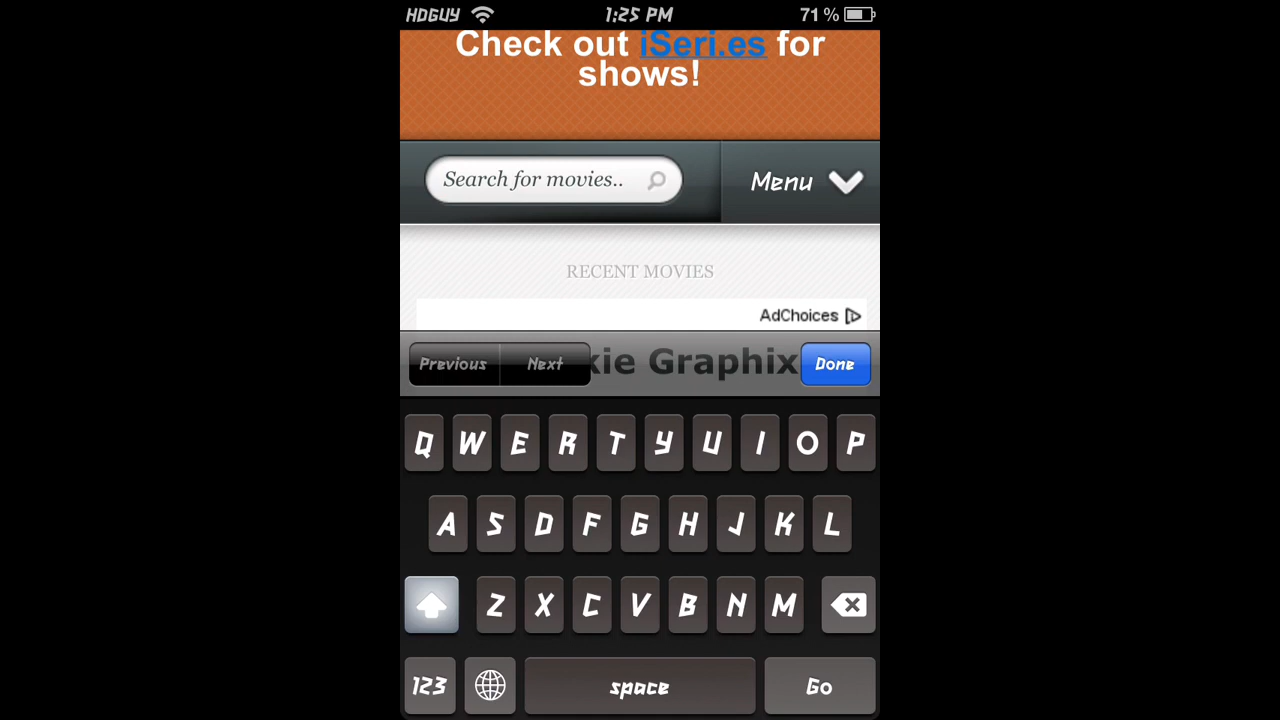 HDGUY 1:25 PM 71 %
Check out iSeri.es for
shows!
Search for movies.. Menu
RECENT MOVIES
AdChoices
Previous Next kie Graphix Done
Q W E R T Y U I O P
A S D F G H J K L
Z X C V B N M
123 space Go